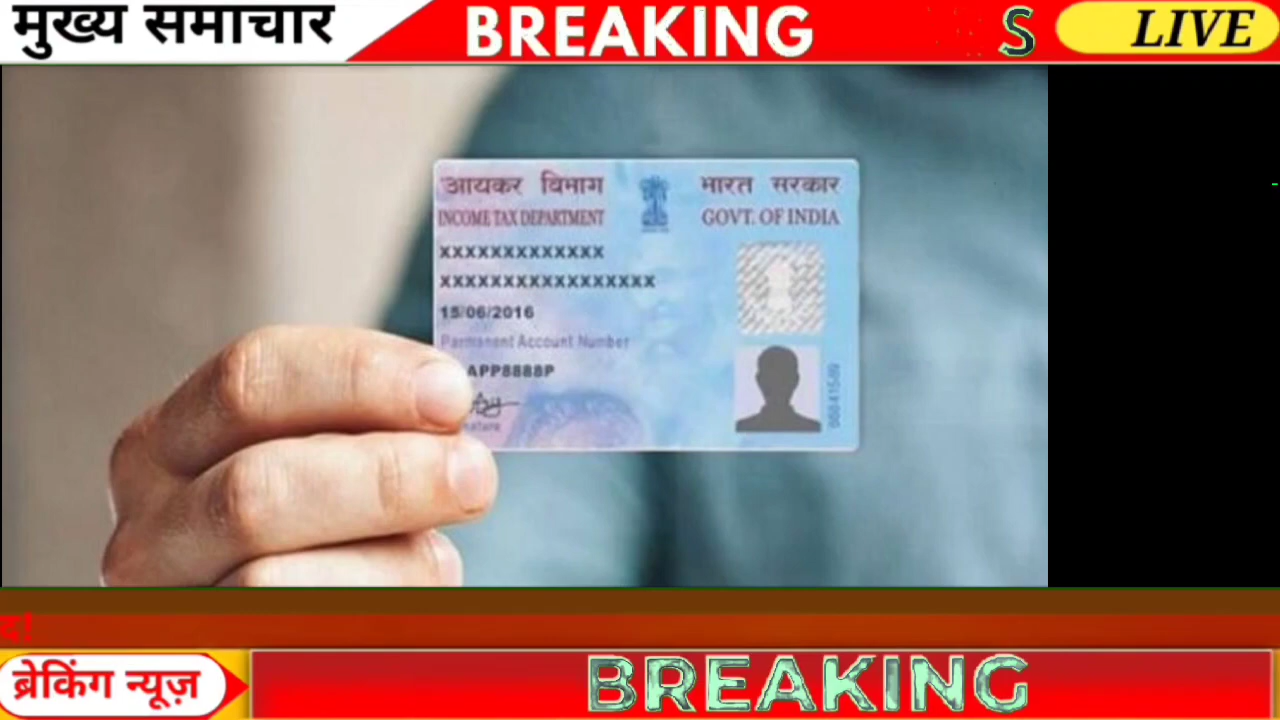 मुख्य समाचार BREAKING S LIVE
आयकर विभाग भारत सरकार
INCOME TAX DEPARTMENT GOVT. OF INDIA
XXXXXXXXXXXXX
XXXXXXXXXXXXXXXXX
15/06/2016
Permanent Account Number
APP8888P
nature
द!
ब्रेकिंग न्यूज़ BREAKING